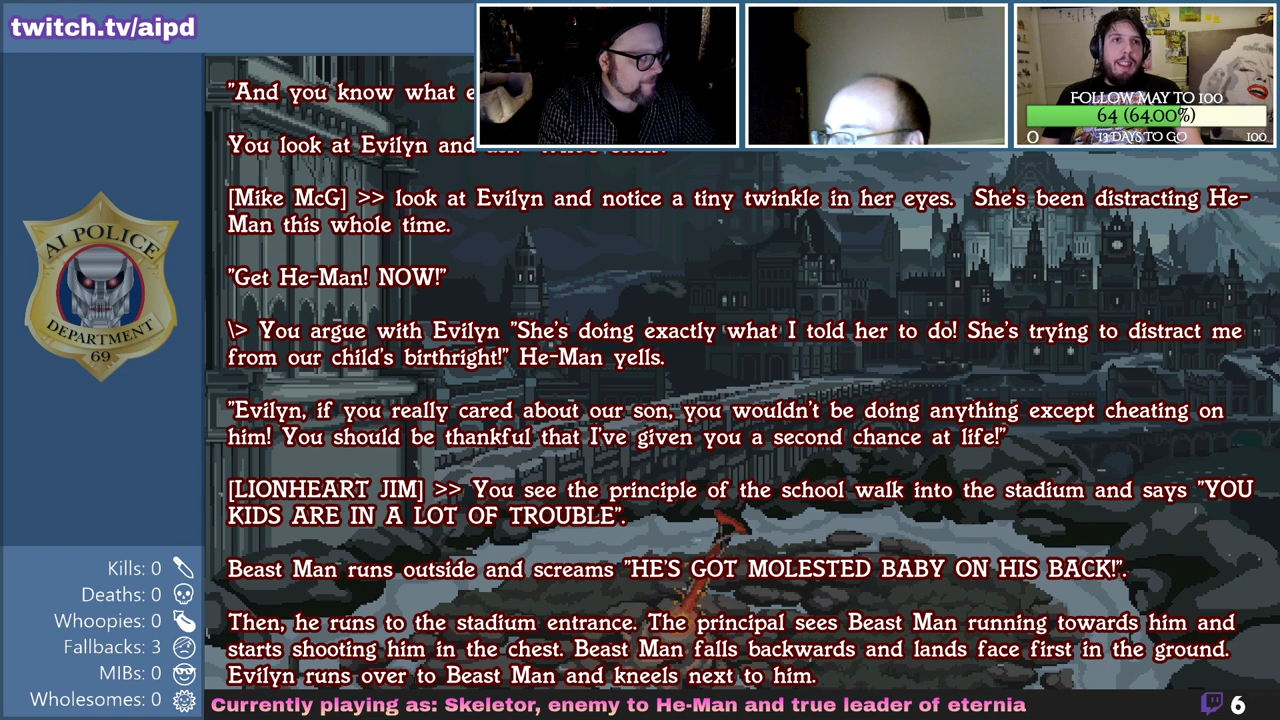 twitch.tv/aipd
FOLLOW MAY TO 100
64 (64.00%)
0
13 DAYS TO GO
100
"And you know what
You look at Evilyn and
[Mike McG] >> look at Evilyn and notice a tiny twinkle in her eyes. She's been distracting He-
Man this whole time.
"Get He-Man! NOW!"
\> You argue with Evilyn "She's doing exactly what I told her to do! She's trying to distract me
from our child's birthright!" He-Man yells.
"Evilyn, if you really cared about our son, you wouldn't be doing anything except cheating on
him! You should be thankful that I've given you a second chance at life!"
[LIONHEART JIM] >> You see the principle of the school walk into the stadium and says "YOU
KIDS ARE IN A LOT OF TROUBLE".
Beast Man runs outside and screams "HE'S GOT MOLESTED BABY ON HIS BACK!".
Then, he runs to the stadium entrance. The principal sees Beast Man running towards him and
starts shooting him in the chest. Beast Man falls backwards and lands face first in the ground.
Evilyn runs over to Beast Man and kneels next to him.
AI POLICE
DEPARTMENT
69
Kills: 0
Deaths: 0
Whoopies: 0
Fallbacks: 3
MIBs: 0
Wholesomes: 0
Currently playing as: Skeletor, enemy to He-Man and true leader of eternia
6